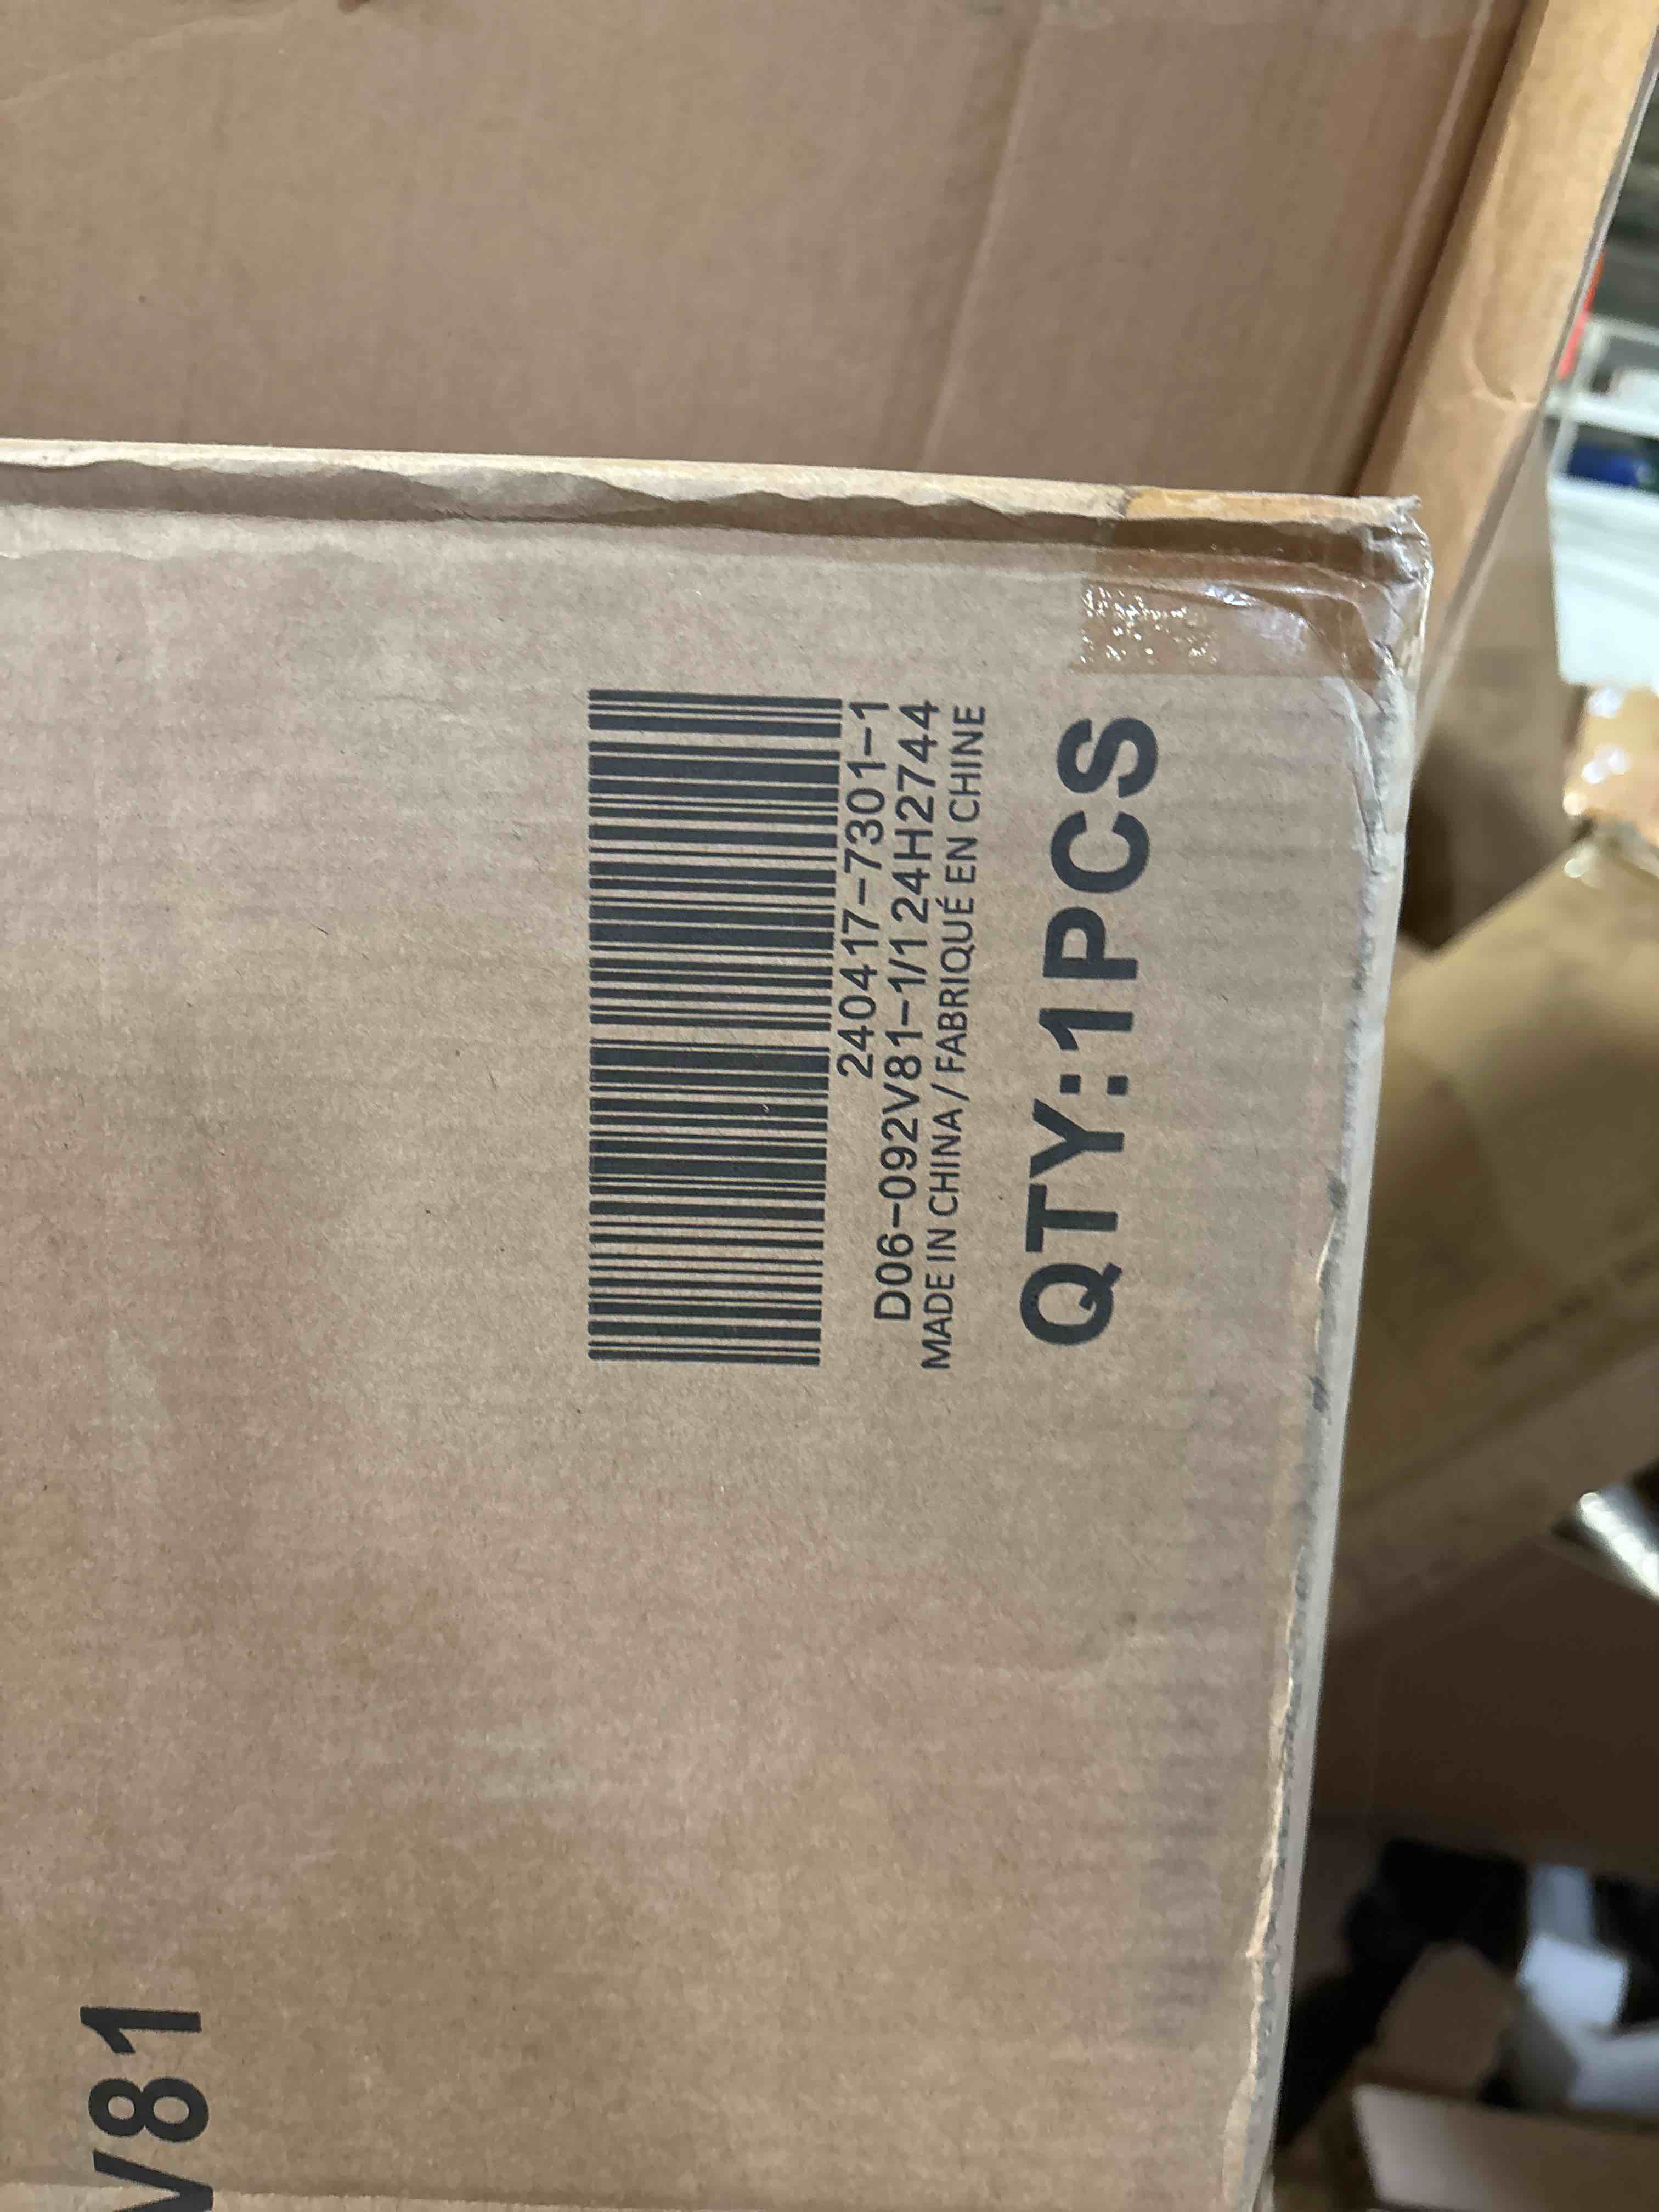 240417-7301-1
D06-092V81-1/1 24H2744
MADE IN CHINA / FABRIQUÉ EN CHINE
QTY:1PCS
V81